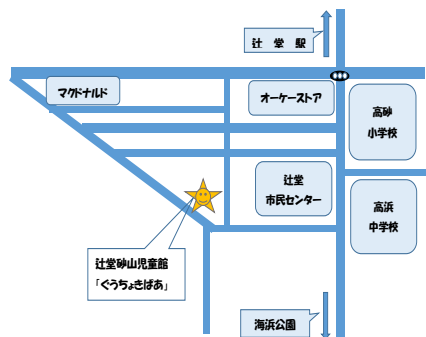 辻 堂 駅
マクドナルド
オーケーストア
高砂
小学校
辻堂
市民センター
高浜
中学校
辻堂砂山児童館
「ぐうちょきぱあ」
海浜公園